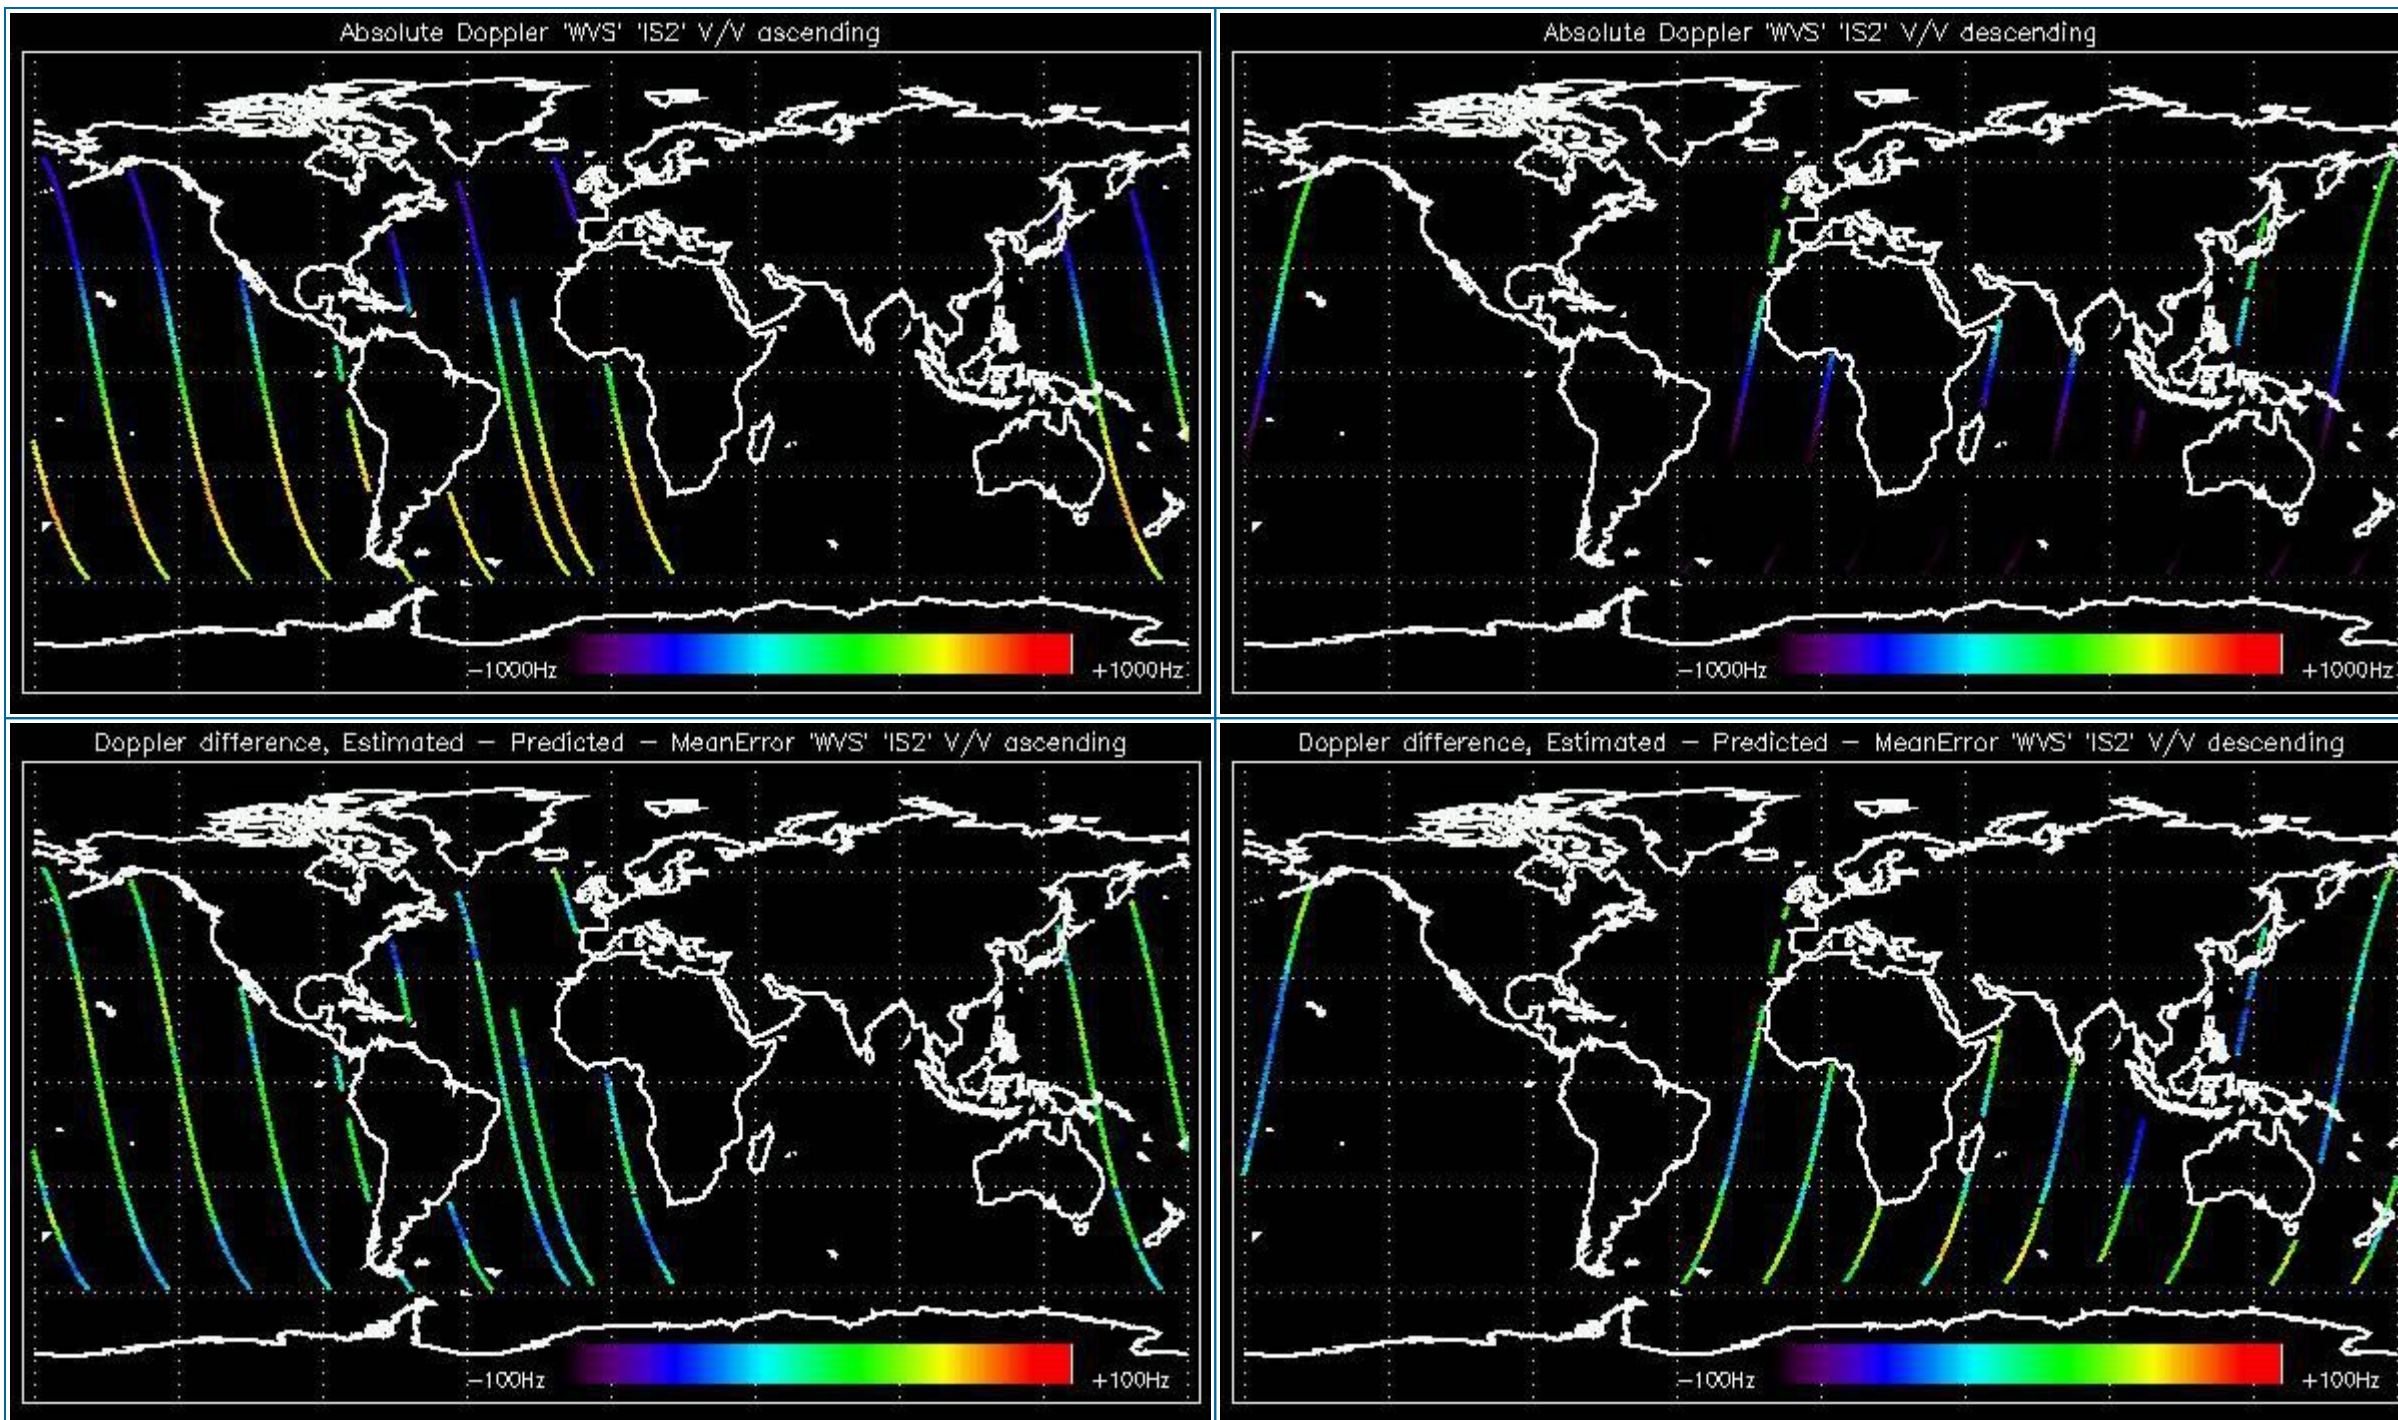 Absolute Doppler 'WVS' 'IS2' V/V ascending
-1000Hz
+1000Hz
Absolute Doppler 'WVS' 'IS2' V/V descending
-1000Hz
+1000Hz
Doppler difference, Estimated - Predicted - MeanError 'WVS' 'IS2' V/V ascending
-100Hz
+100Hz
Doppler difference, Estimated - Predicted - MeanError 'WVS' 'IS2' V/V descending
-100Hz
+100Hz